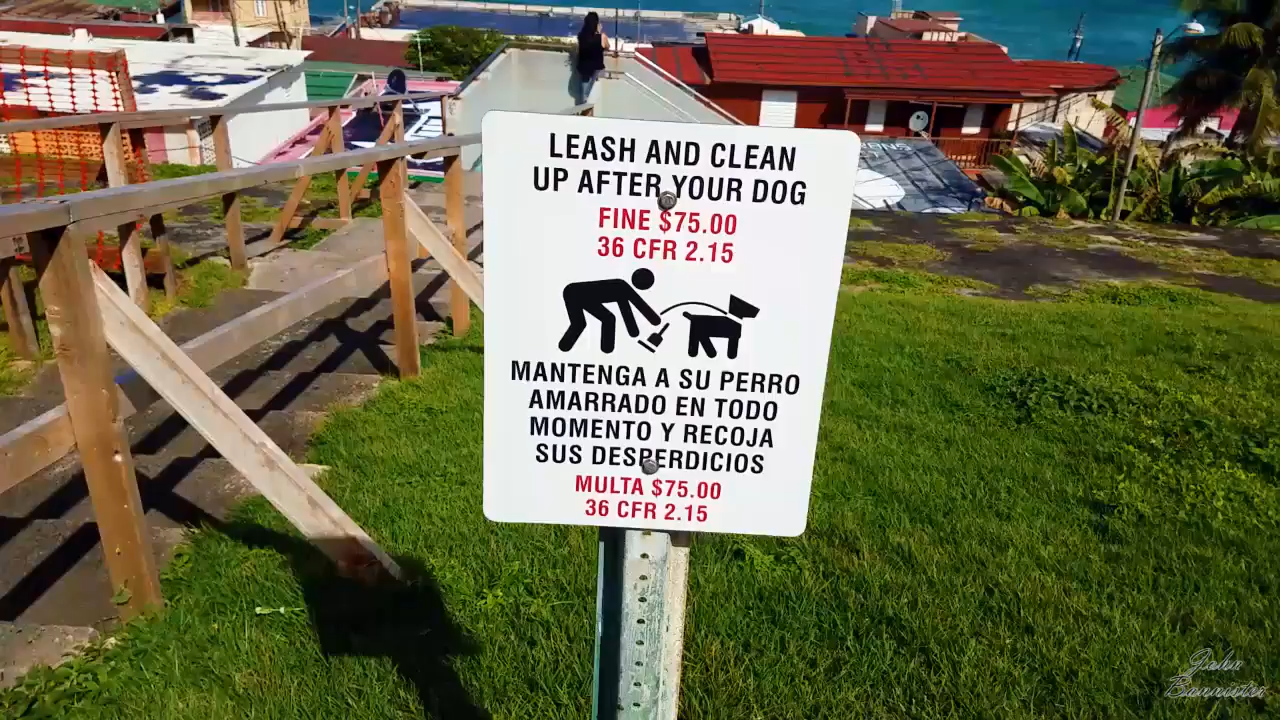 LEASH AND CLEAN
UP AFTER YOUR DOG
FINE $75.00
36 CFR 2.15
MANTENGA A SU PERRO
AMARRADO EN TODO
MOMENTO Y RECOJA
SUS DESPERDICIOS
MULTA $75.00
36 CFR 2.15
John
Bannister